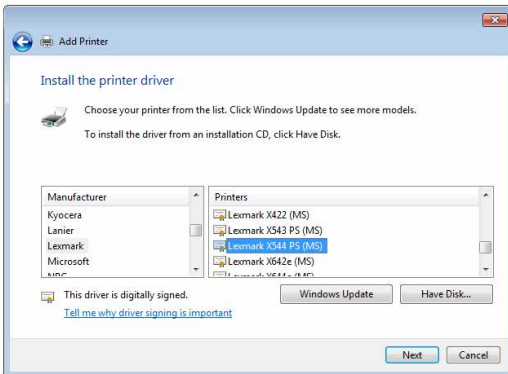 Add Printer
Install the printer driver
Choose your printer from the list. Click Windows Update to see more models.
To install the driver from an installation CD, click Have Disk.
Manufacturer
Kyocera
Lanier
Lexmark
Microsoft
Printers
Lexmark X422 (MS)
Lexmark X543 PS (MS)
Lexmark X544 PS (MS)
Lexmark X642e (MS)
This driver is digitally signed.
Tell me why driver signing is important
Windows Update
Have Disk...
Next
Cancel